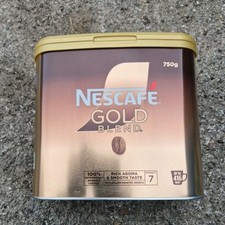 750g
NESCAFÉ
GOLD
BLEND
100%
RICH AROMA
& SMOOTH TASTE
7